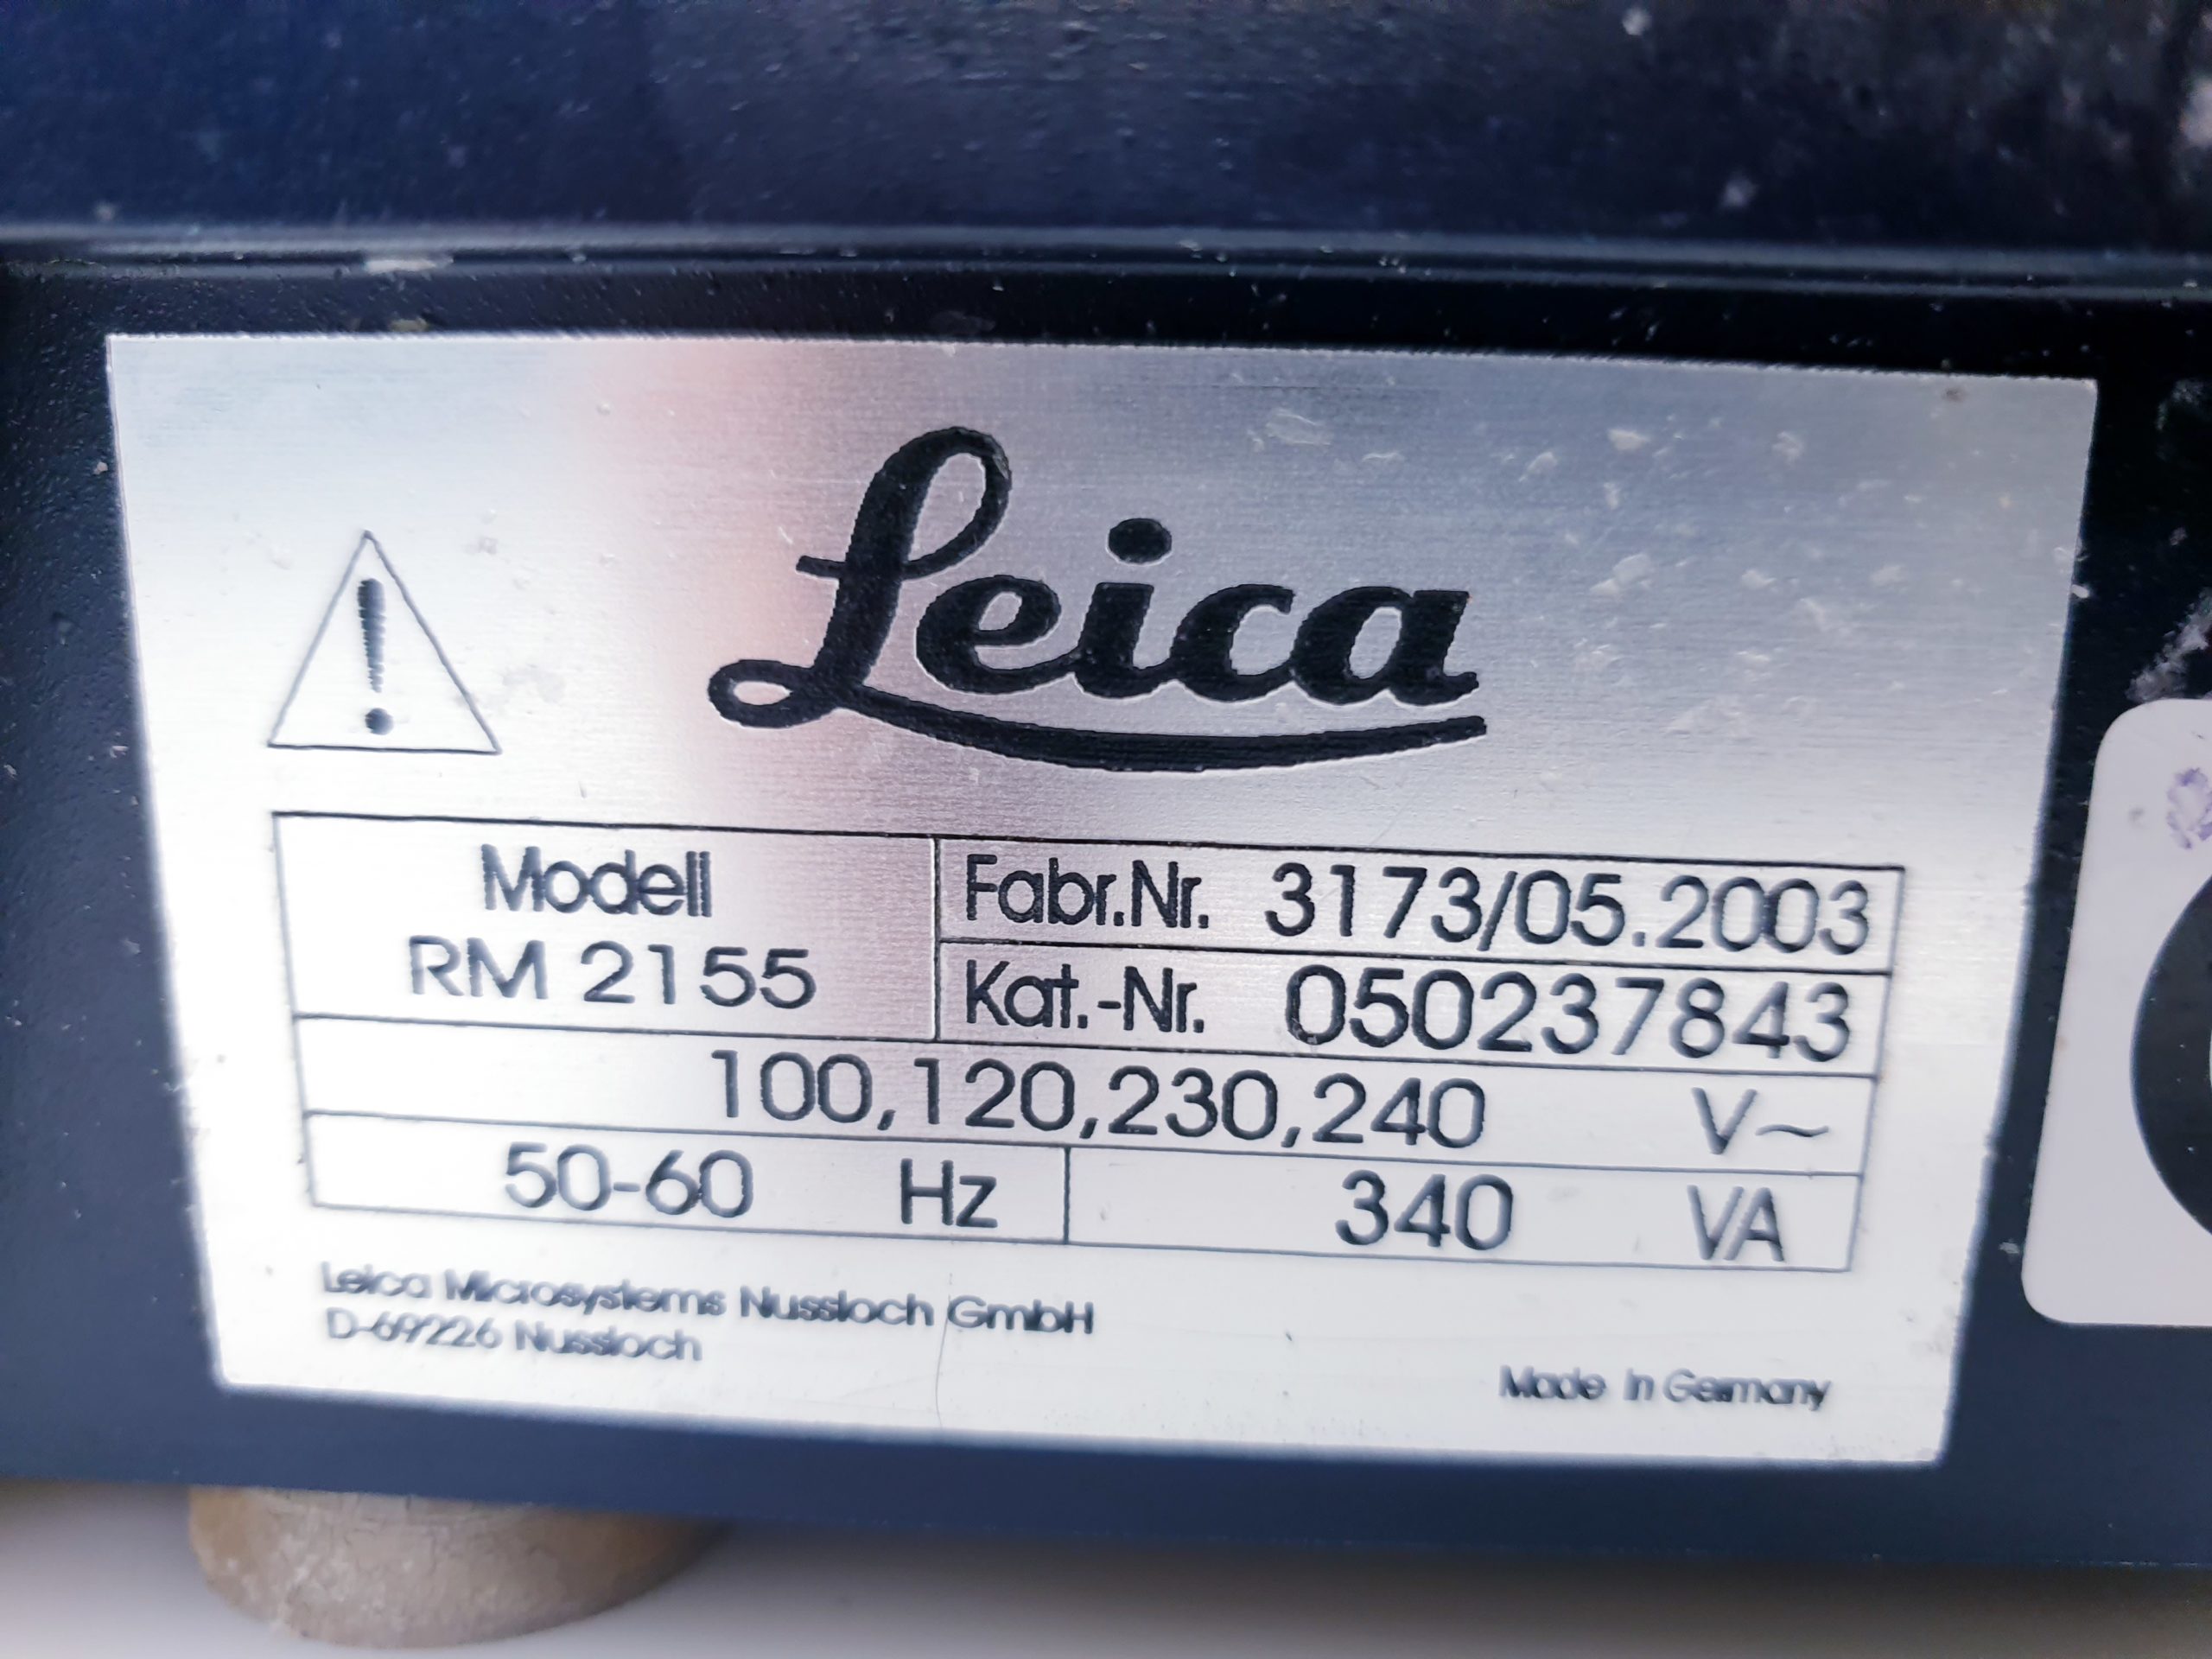 Leica
Modell
RM 2155
Fabr.Nr. 3173/05.2003
Kat.-Nr. 050237843
100,120,230,240 V~
50-60 Hz
340 VA
Leica Microsystems Nussloch GmbH
D-69226 Nussloch
Made in Germany